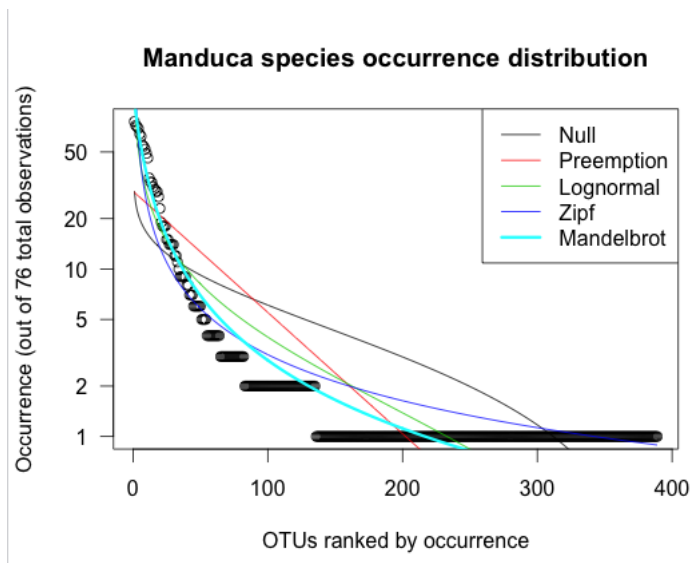 Manduca species occurrence distribution
Occurrence (out of 76 total observations)
50
20
10
5
2
1
Null
Preemption
Lognormal
Zipf
Mandelbrot
0
100
200
300
400
OTUs ranked by occurrence